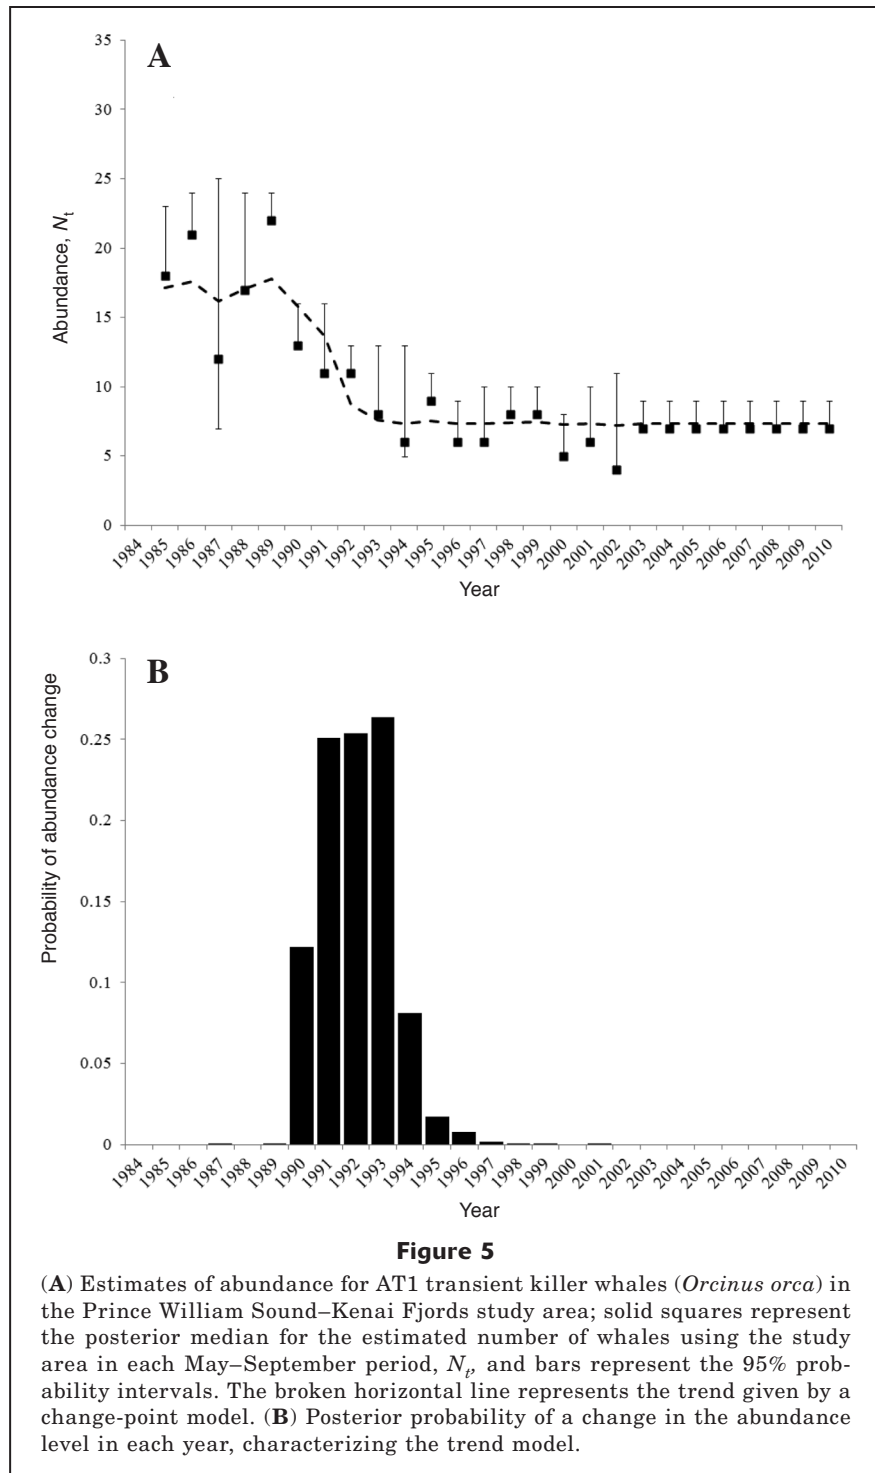 A
35
30
25
20
15
10
5
0
Abundance, Nt
1984 1985 1986 1987 1988 1989 1990 1991 1992 1993 1994 1995 1996 1997 1998 1999 2000 2001 2002 2003 2004 2005 2006 2007 2008 2009 2010
Year
B
0.3
0.25
0.2
0.15
0.1
0.05
0
Probability of abundance change
1984 1985 1986 1987 1988 1989 1990 1991 1992 1993 1994 1995 1996 1997 1998 1999 2000 2001 2002 2003 2004 2005 2006 2007 2008 2009 2010
Year
Figure 5
(A) Estimates of abundance for AT1 transient killer whales (Orcinus orca) in
the Prince William Sound–Kenai Fjords study area; solid squares represent
the posterior median for the estimated number of whales using the study
area in each May–September period, Nt, and bars represent the 95% prob-
ability intervals. The broken horizontal line represents the trend given by a
change-point model. (B) Posterior probability of a change in the abundance
level in each year, characterizing the trend model.